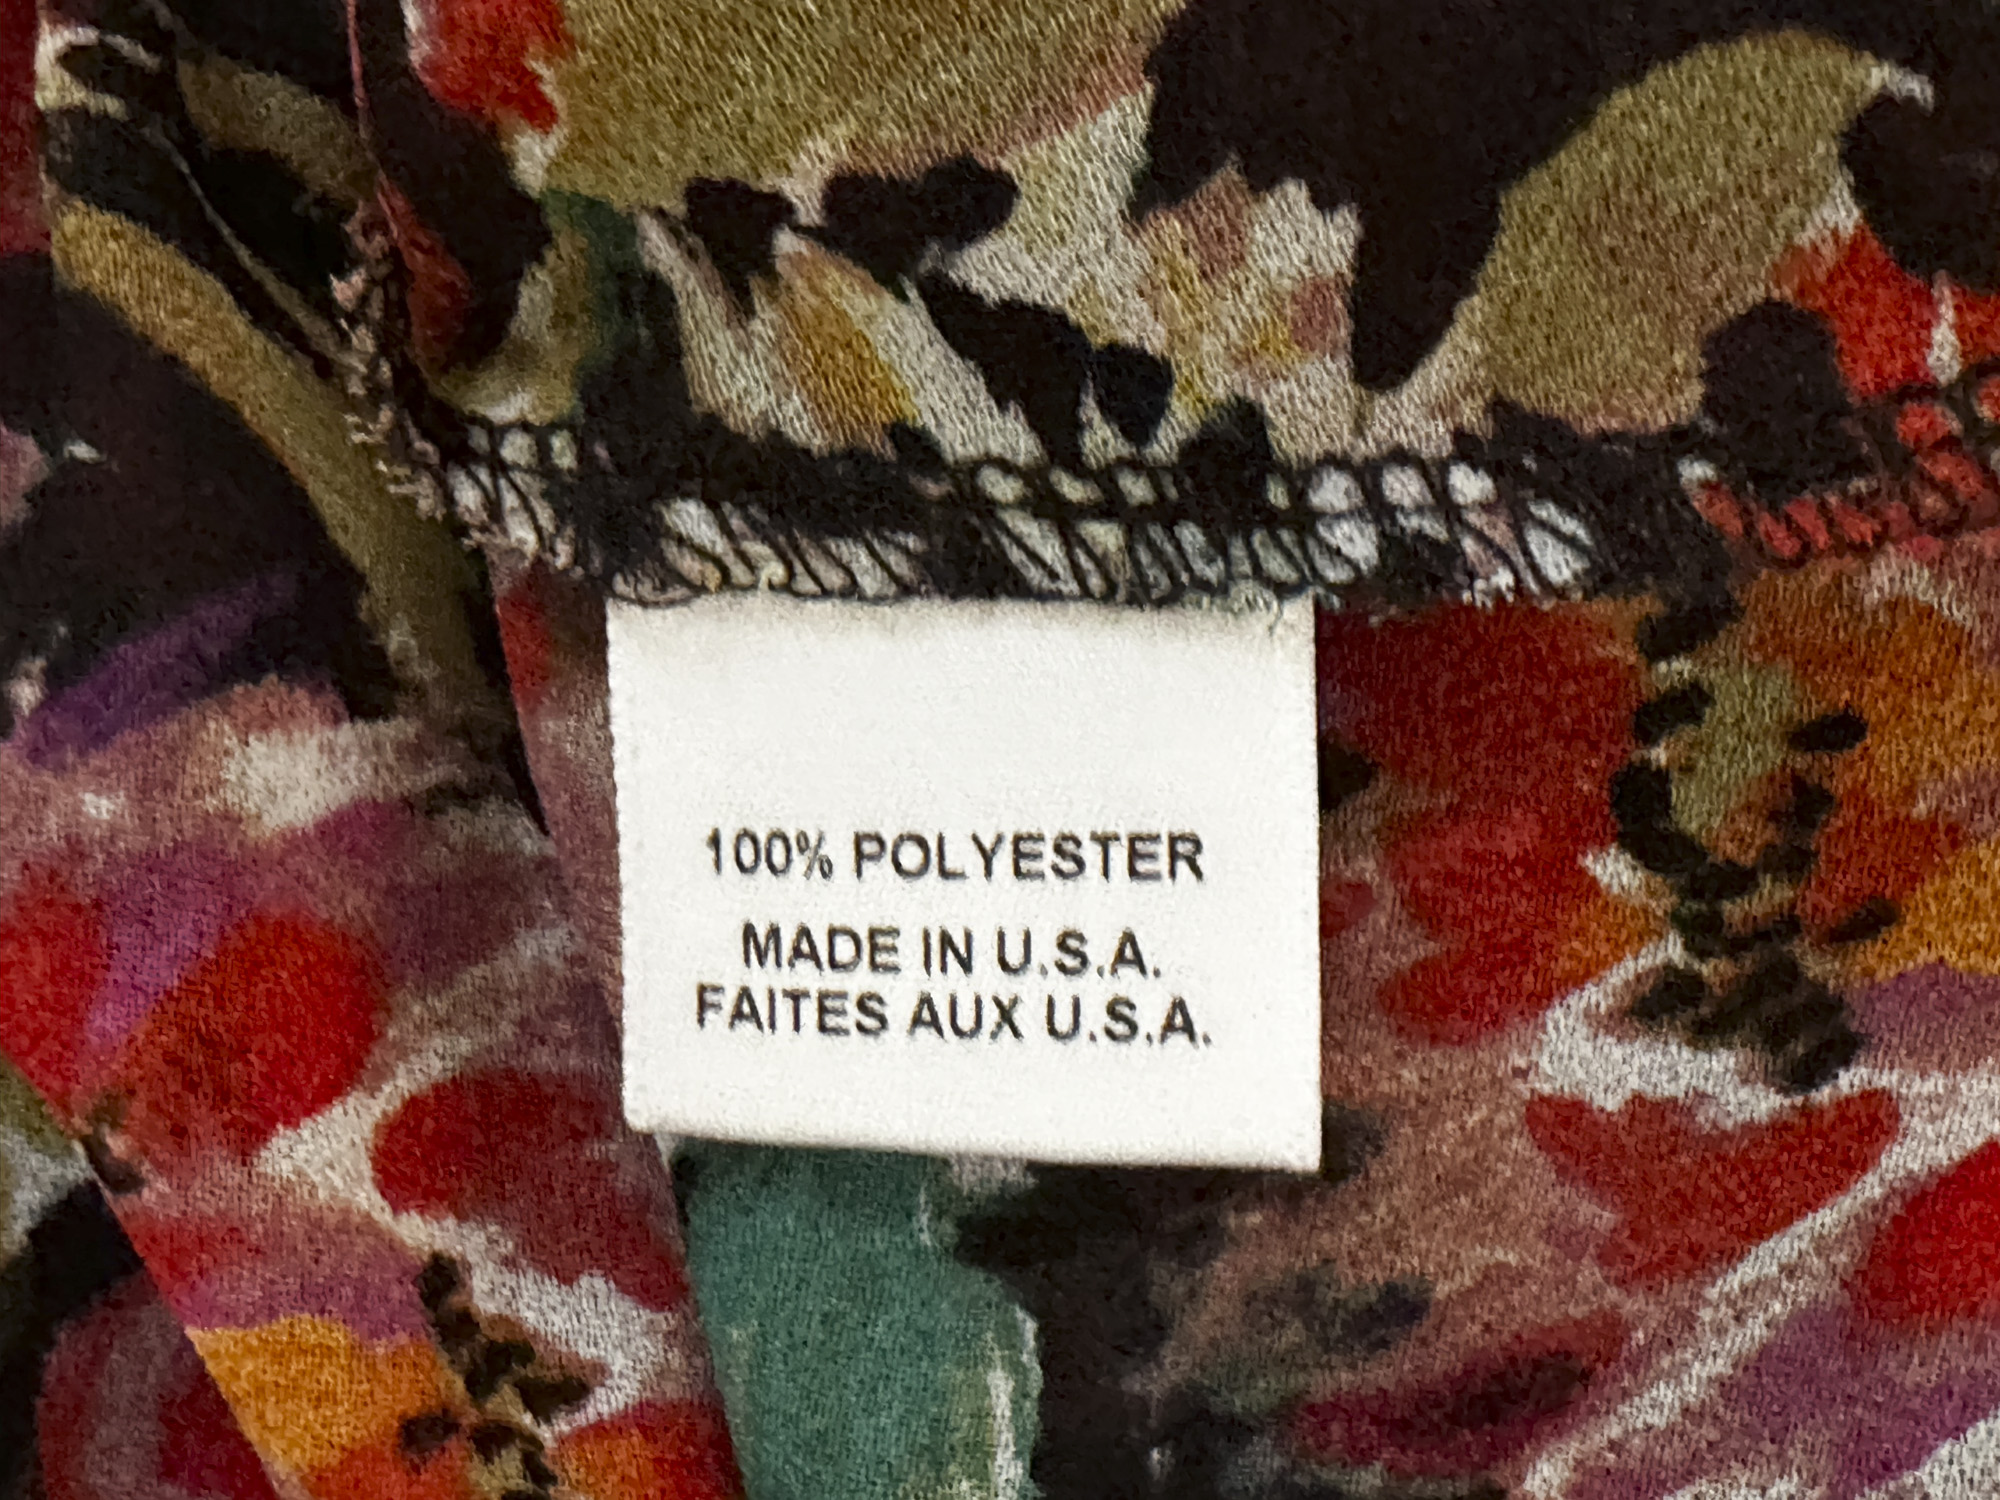 100% POLYESTER
MADE IN U.S.A.
FAITES AUX U.S.A.